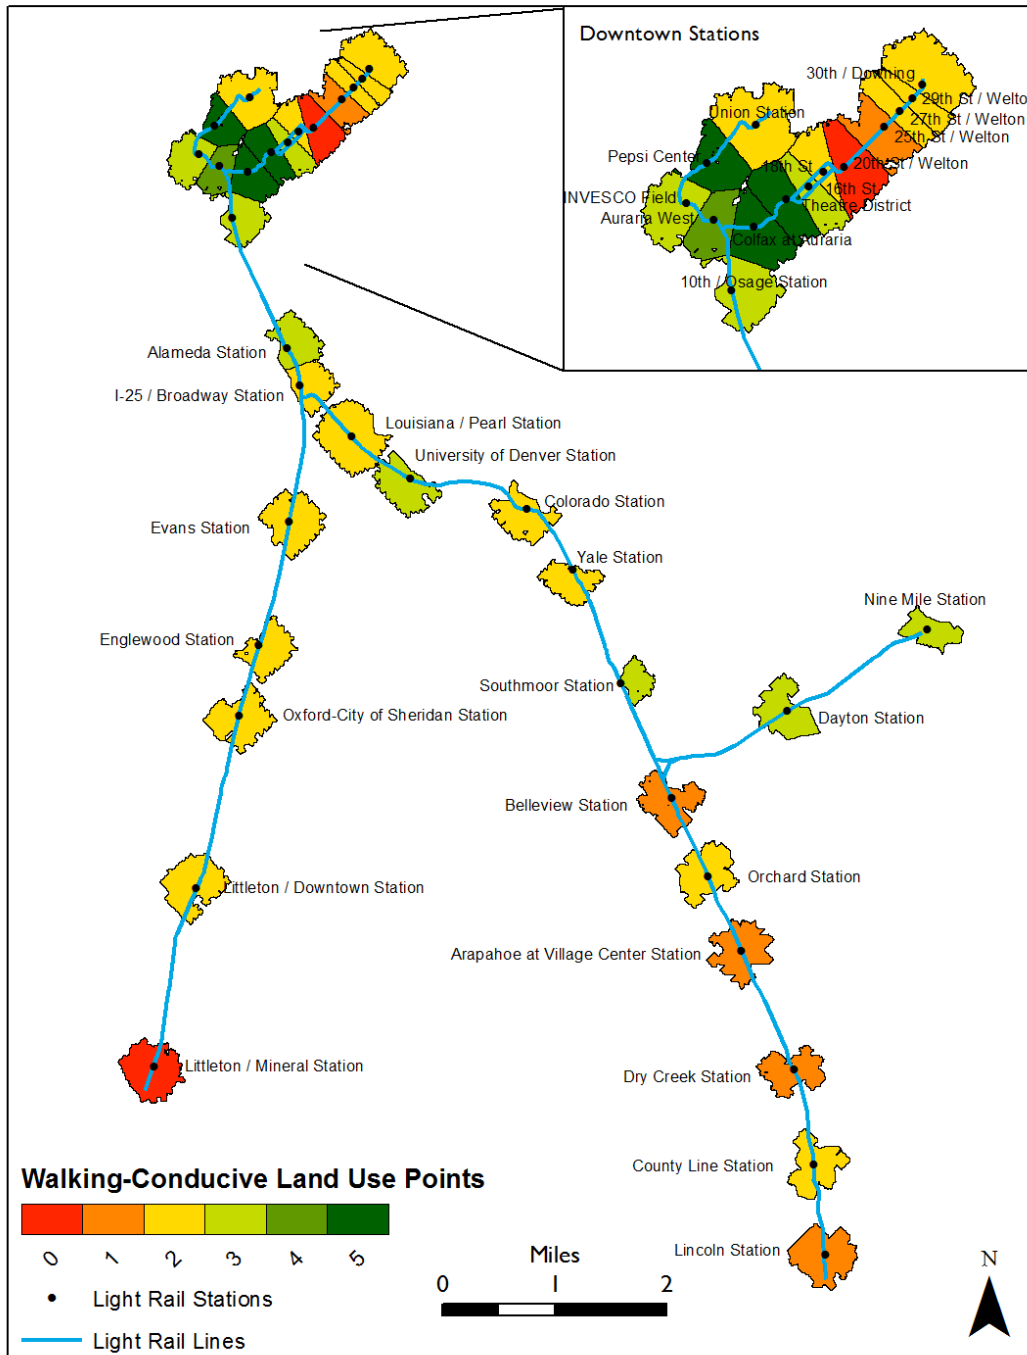 Downtown Stations
30th / Downing
29th St / Welto
Union Station
27th St / Welton
25th St / Welton
Pepsi Center
18th St
20th St / Welton
16th St
INVESCO Field
Theatre District
Auraria West
Colfax at Auraria
10th / Osage Station
Alameda Station
I-25 / Broadway Station
Louisiana / Pearl Station
University of Denver Station
Colorado Station
Evans Station
Yale Station
Nine Mile Station
Englewood Station
Southmoor Station
Oxford-City of Sheridan Station
Dayton Station
Belleview Station
Orchard Station
Littleton / Downtown Station
Arapahoe at Village Center Station
Littleton / Mineral Station
Dry Creek Station
County Line Station
Lincoln Station
Walking-Conducive Land Use Points
0 1 2 3 4 5
Light Rail Stations
Light Rail Lines
Miles
0 1 2
N